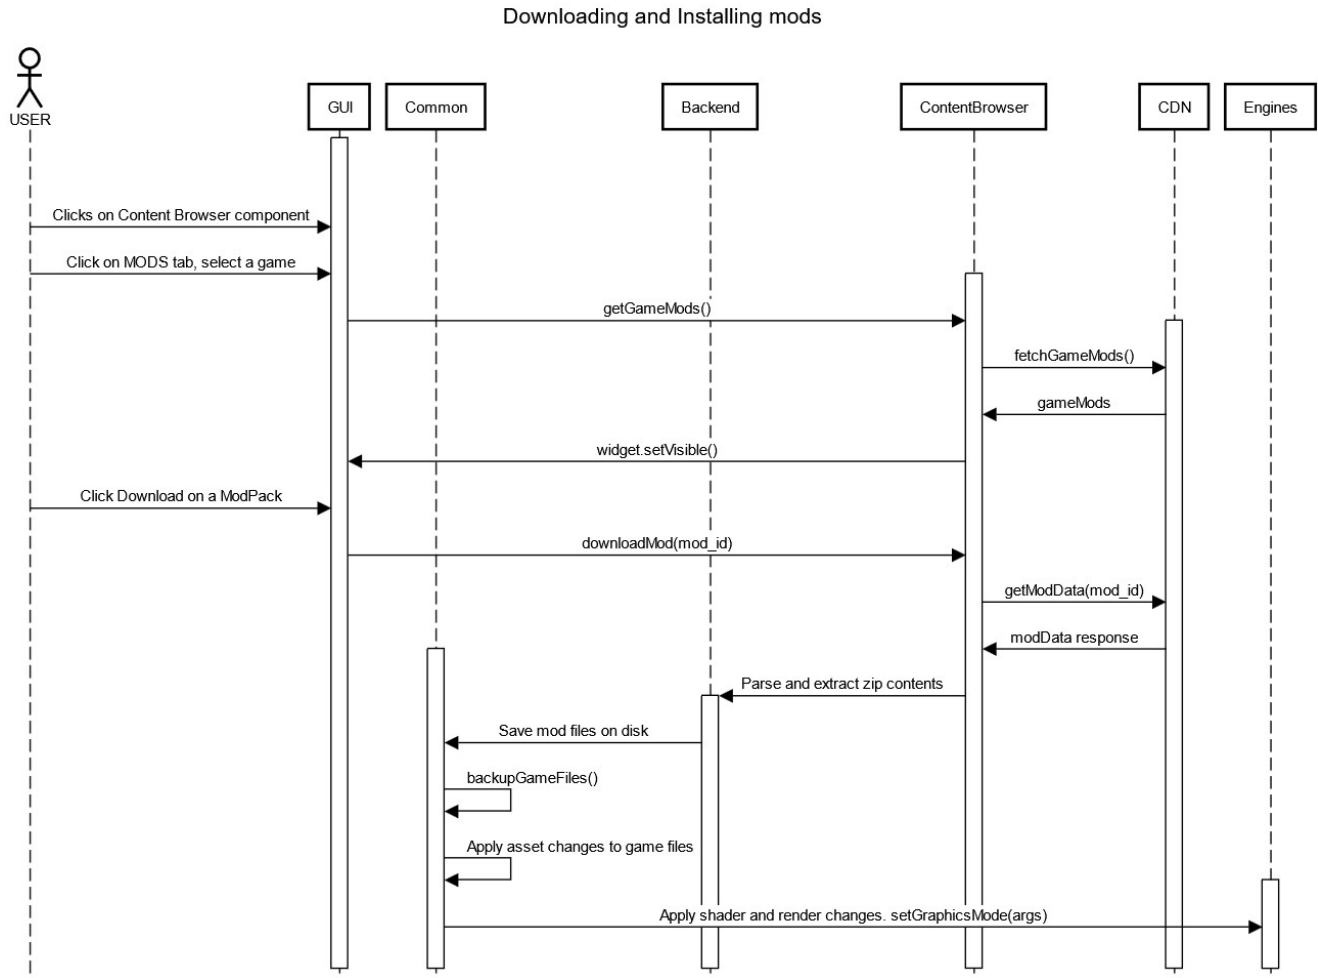 Downloading and Installing mods
USER
GUI
Common
Backend
ContentBrowser
CDN
Engines
Clicks on Content Browser component
Click on MODS tab, select a game
getGameMods()
fetchGameMods()
gameMods
widget.setVisible()
Click Download on a ModPack
downloadMod(mod_id)
getModData(mod_id)
modData response
Parse and extract zip contents
Save mod files on disk
backupGameFiles()
Apply asset changes to game files
Apply shader and render changes. setGraphicsMode(args)